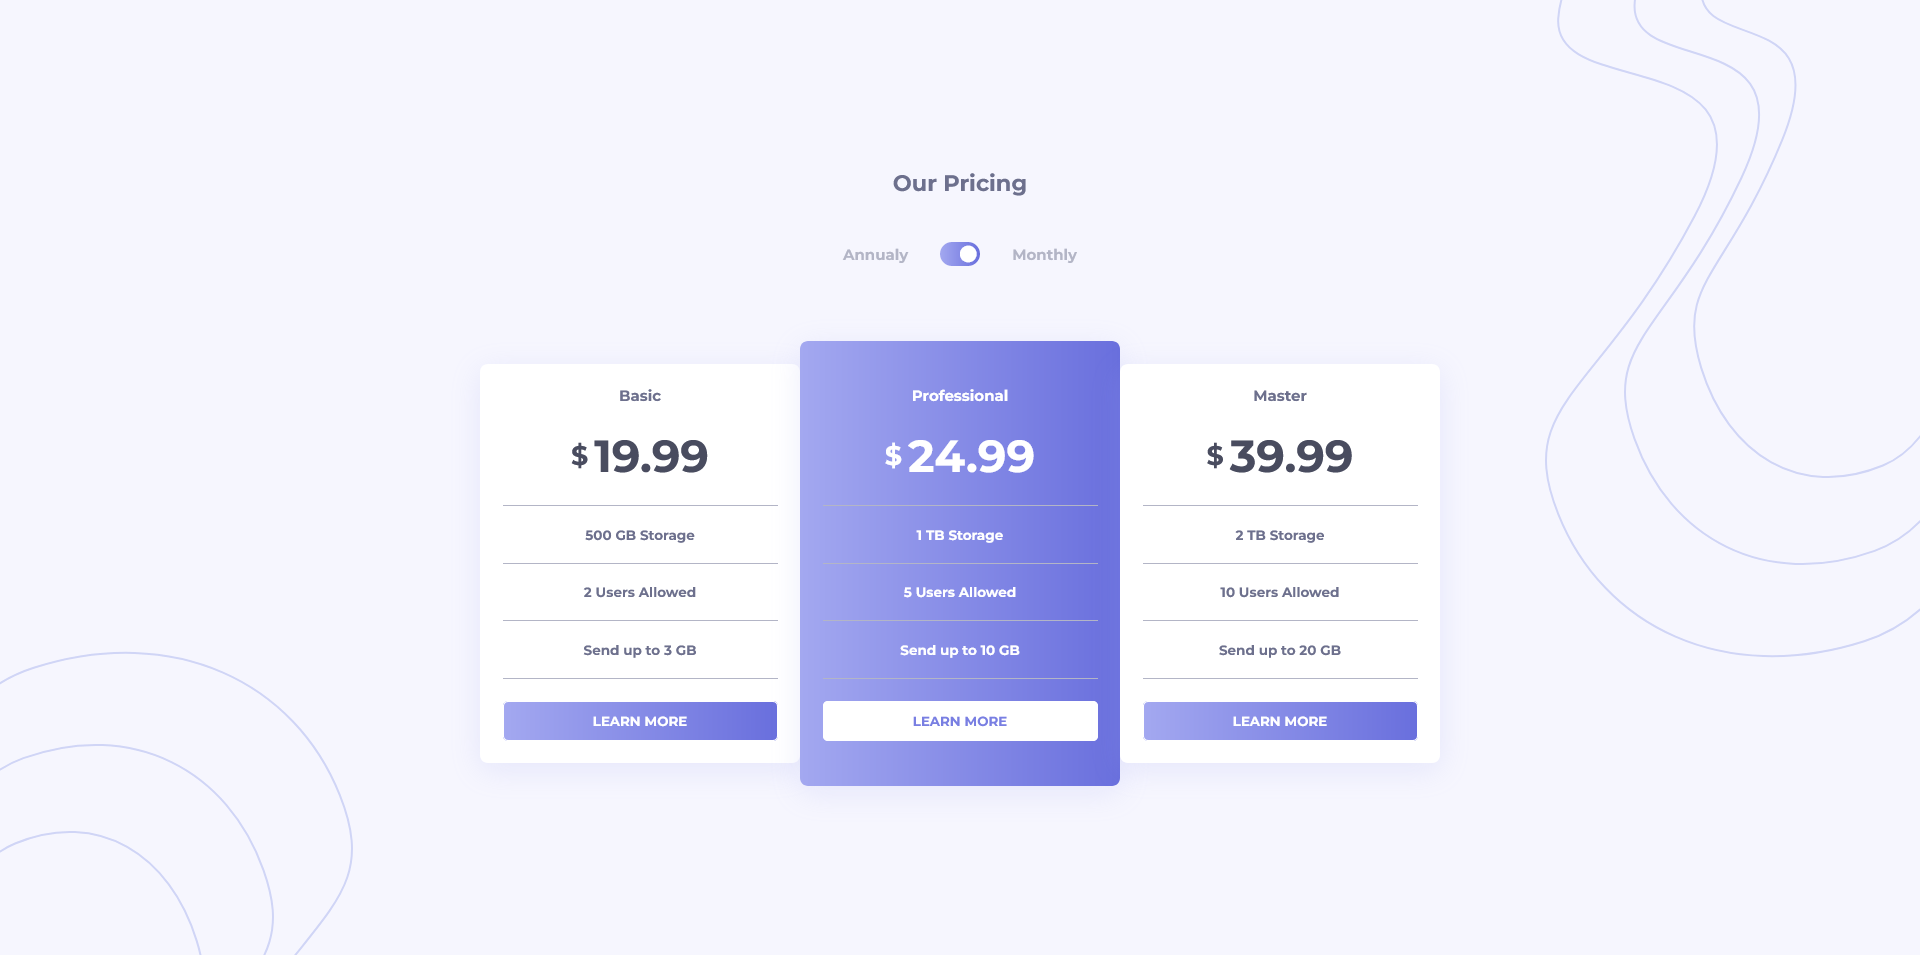 Our Pricing
Annualy Monthly
Basic
$ 19.99
500 GB Storage
2 Users Allowed
Send up to 3 GB
LEARN MORE
Professional
$ 24.99
1 TB Storage
5 Users Allowed
Send up to 10 GB
LEARN MORE
Master
$ 39.99
2 TB Storage
10 Users Allowed
Send up to 20 GB
LEARN MORE